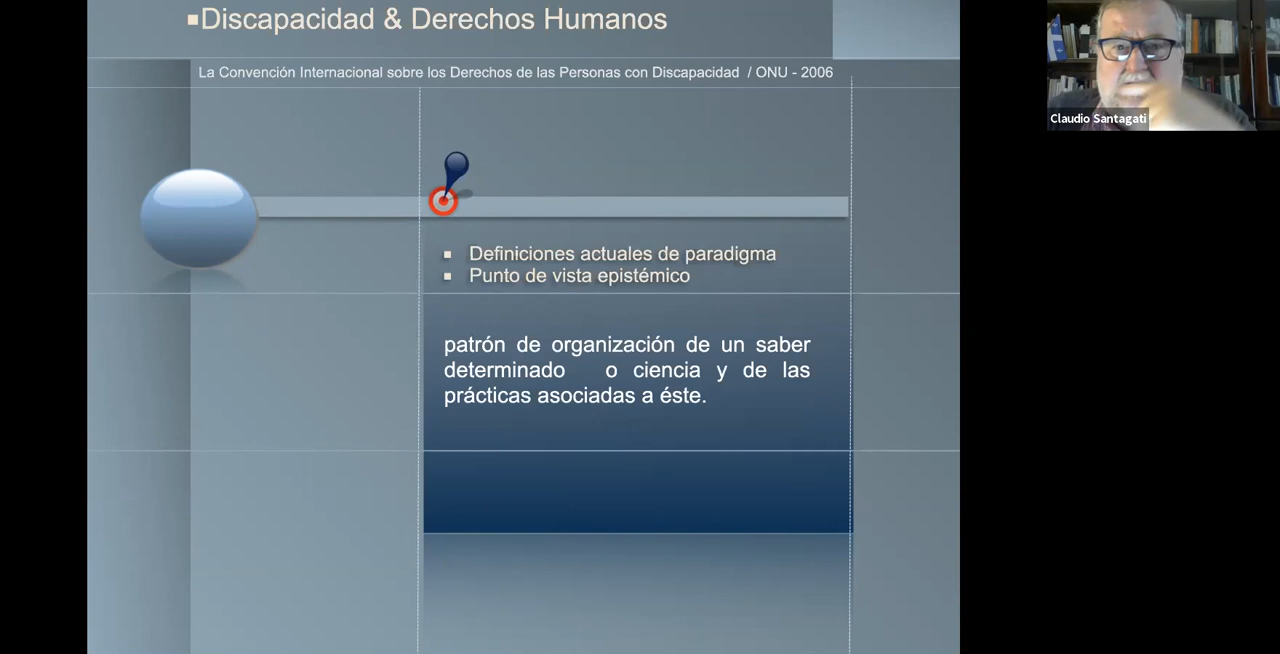 ▪Discapacidad & Derechos Humanos
La Convención Internacional sobre los Derechos de las Personas con Discapacidad / ONU - 2006
Claudio Santagati
▪ Definiciones actuales de paradigma
▪ Punto de vista epistémico
patrón de organización de un saber
determinado o ciencia y de las
prácticas asociadas a éste.